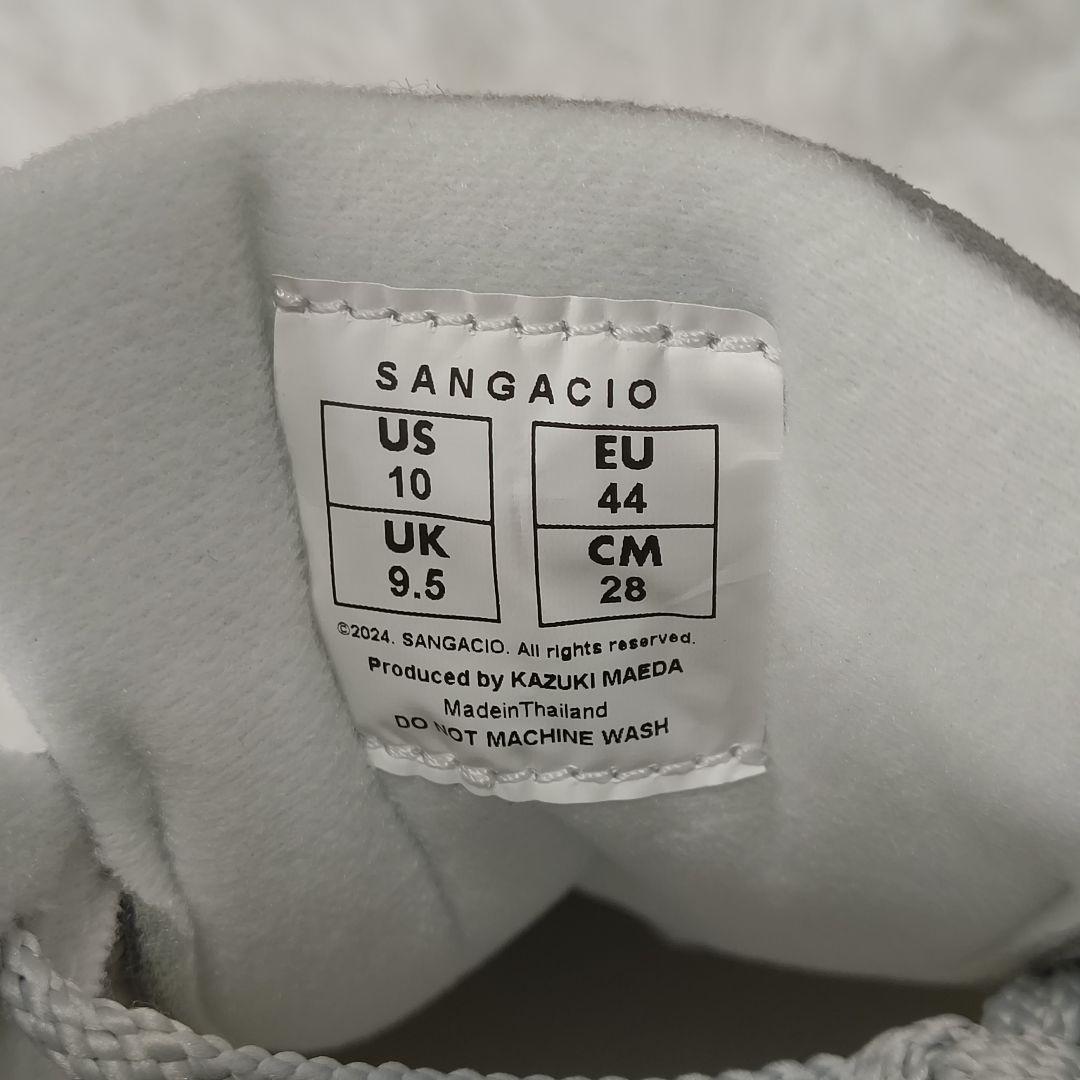 SANGACIO
US
10
UK
9.5
EU
44
CM
28
©2024. SANGACIO. All rights reserved.
Produced by KAZUKI MAEDA
MadeinThailand
DO NOT MACHINE WASH